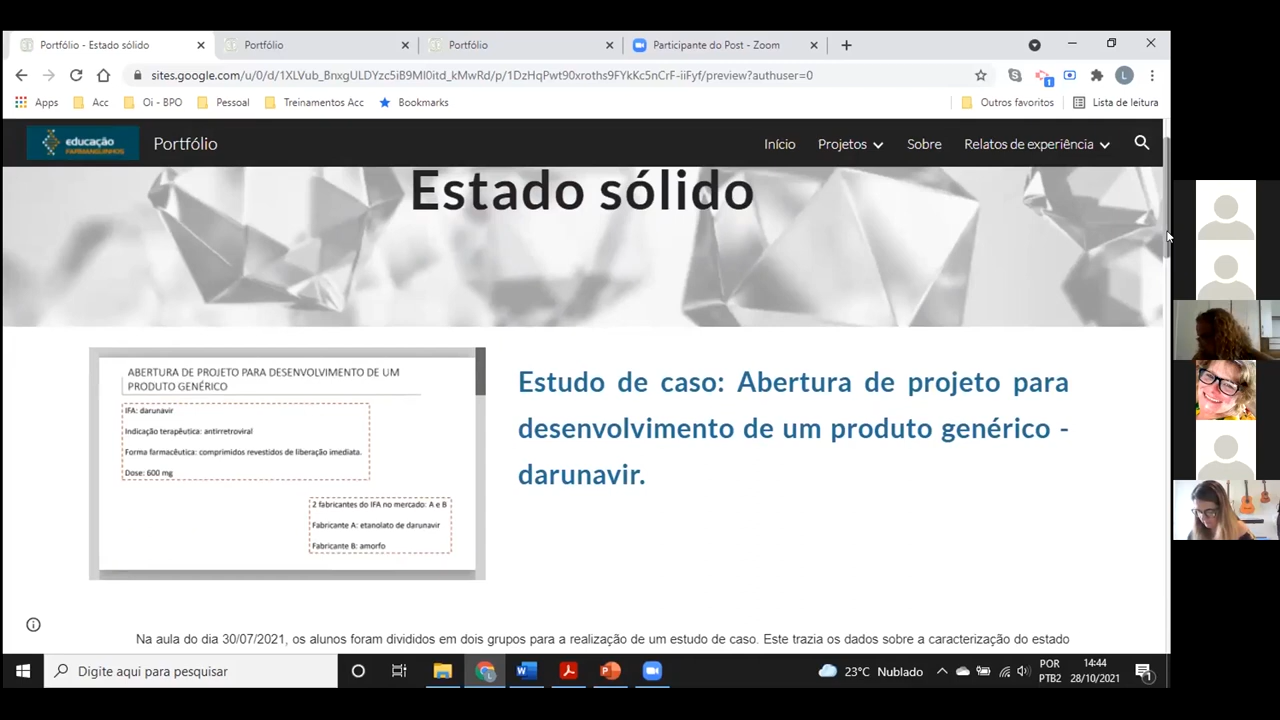 Portfólio - Estado sólido
Portfólio
Portfólio
Participante do Post - Zoom
sites.google.com/u/0/d/1XLVub_BnxgULDYzc5iB9MI0itd_kMwRd/p/1DzHqPwt90xroths9FYkKc5nCrF-iiFyf/preview?authuser=0
Apps
Acc
Oi - BPO
Pessoal
Treinamentos Acc
Bookmarks
Outros favoritos
Lista de leitura
educação
FARMANGUINHOS
Portfólio
Início
Projetos
Sobre
Relatos de experiência
Estado sólido
ABERTURA DE PROJETO PARA DESENVOLVIMENTO DE UM
PRODUTO GENÉRICO
IFA: darunavir
Indicação terapêutica: antirretroviral
Forma farmacêutica: comprimidos revestidos de liberação imediata.
Dose: 600 mg
2 fabricantes do IFA no mercado: A e B
Fabricante A: etanolato de darunavir
Fabricante B: amorfo
Estudo de caso: Abertura de projeto para
desenvolvimento de um produto genérico -
darunavir.
Na aula do dia 30/07/2021, os alunos foram divididos em dois grupos para a realização de um estudo de caso. Este trazia os dados sobre a caracterização do estado
Digite aqui para pesquisar
23°C Nublado
POR
PTB2
14:44
28/10/2021